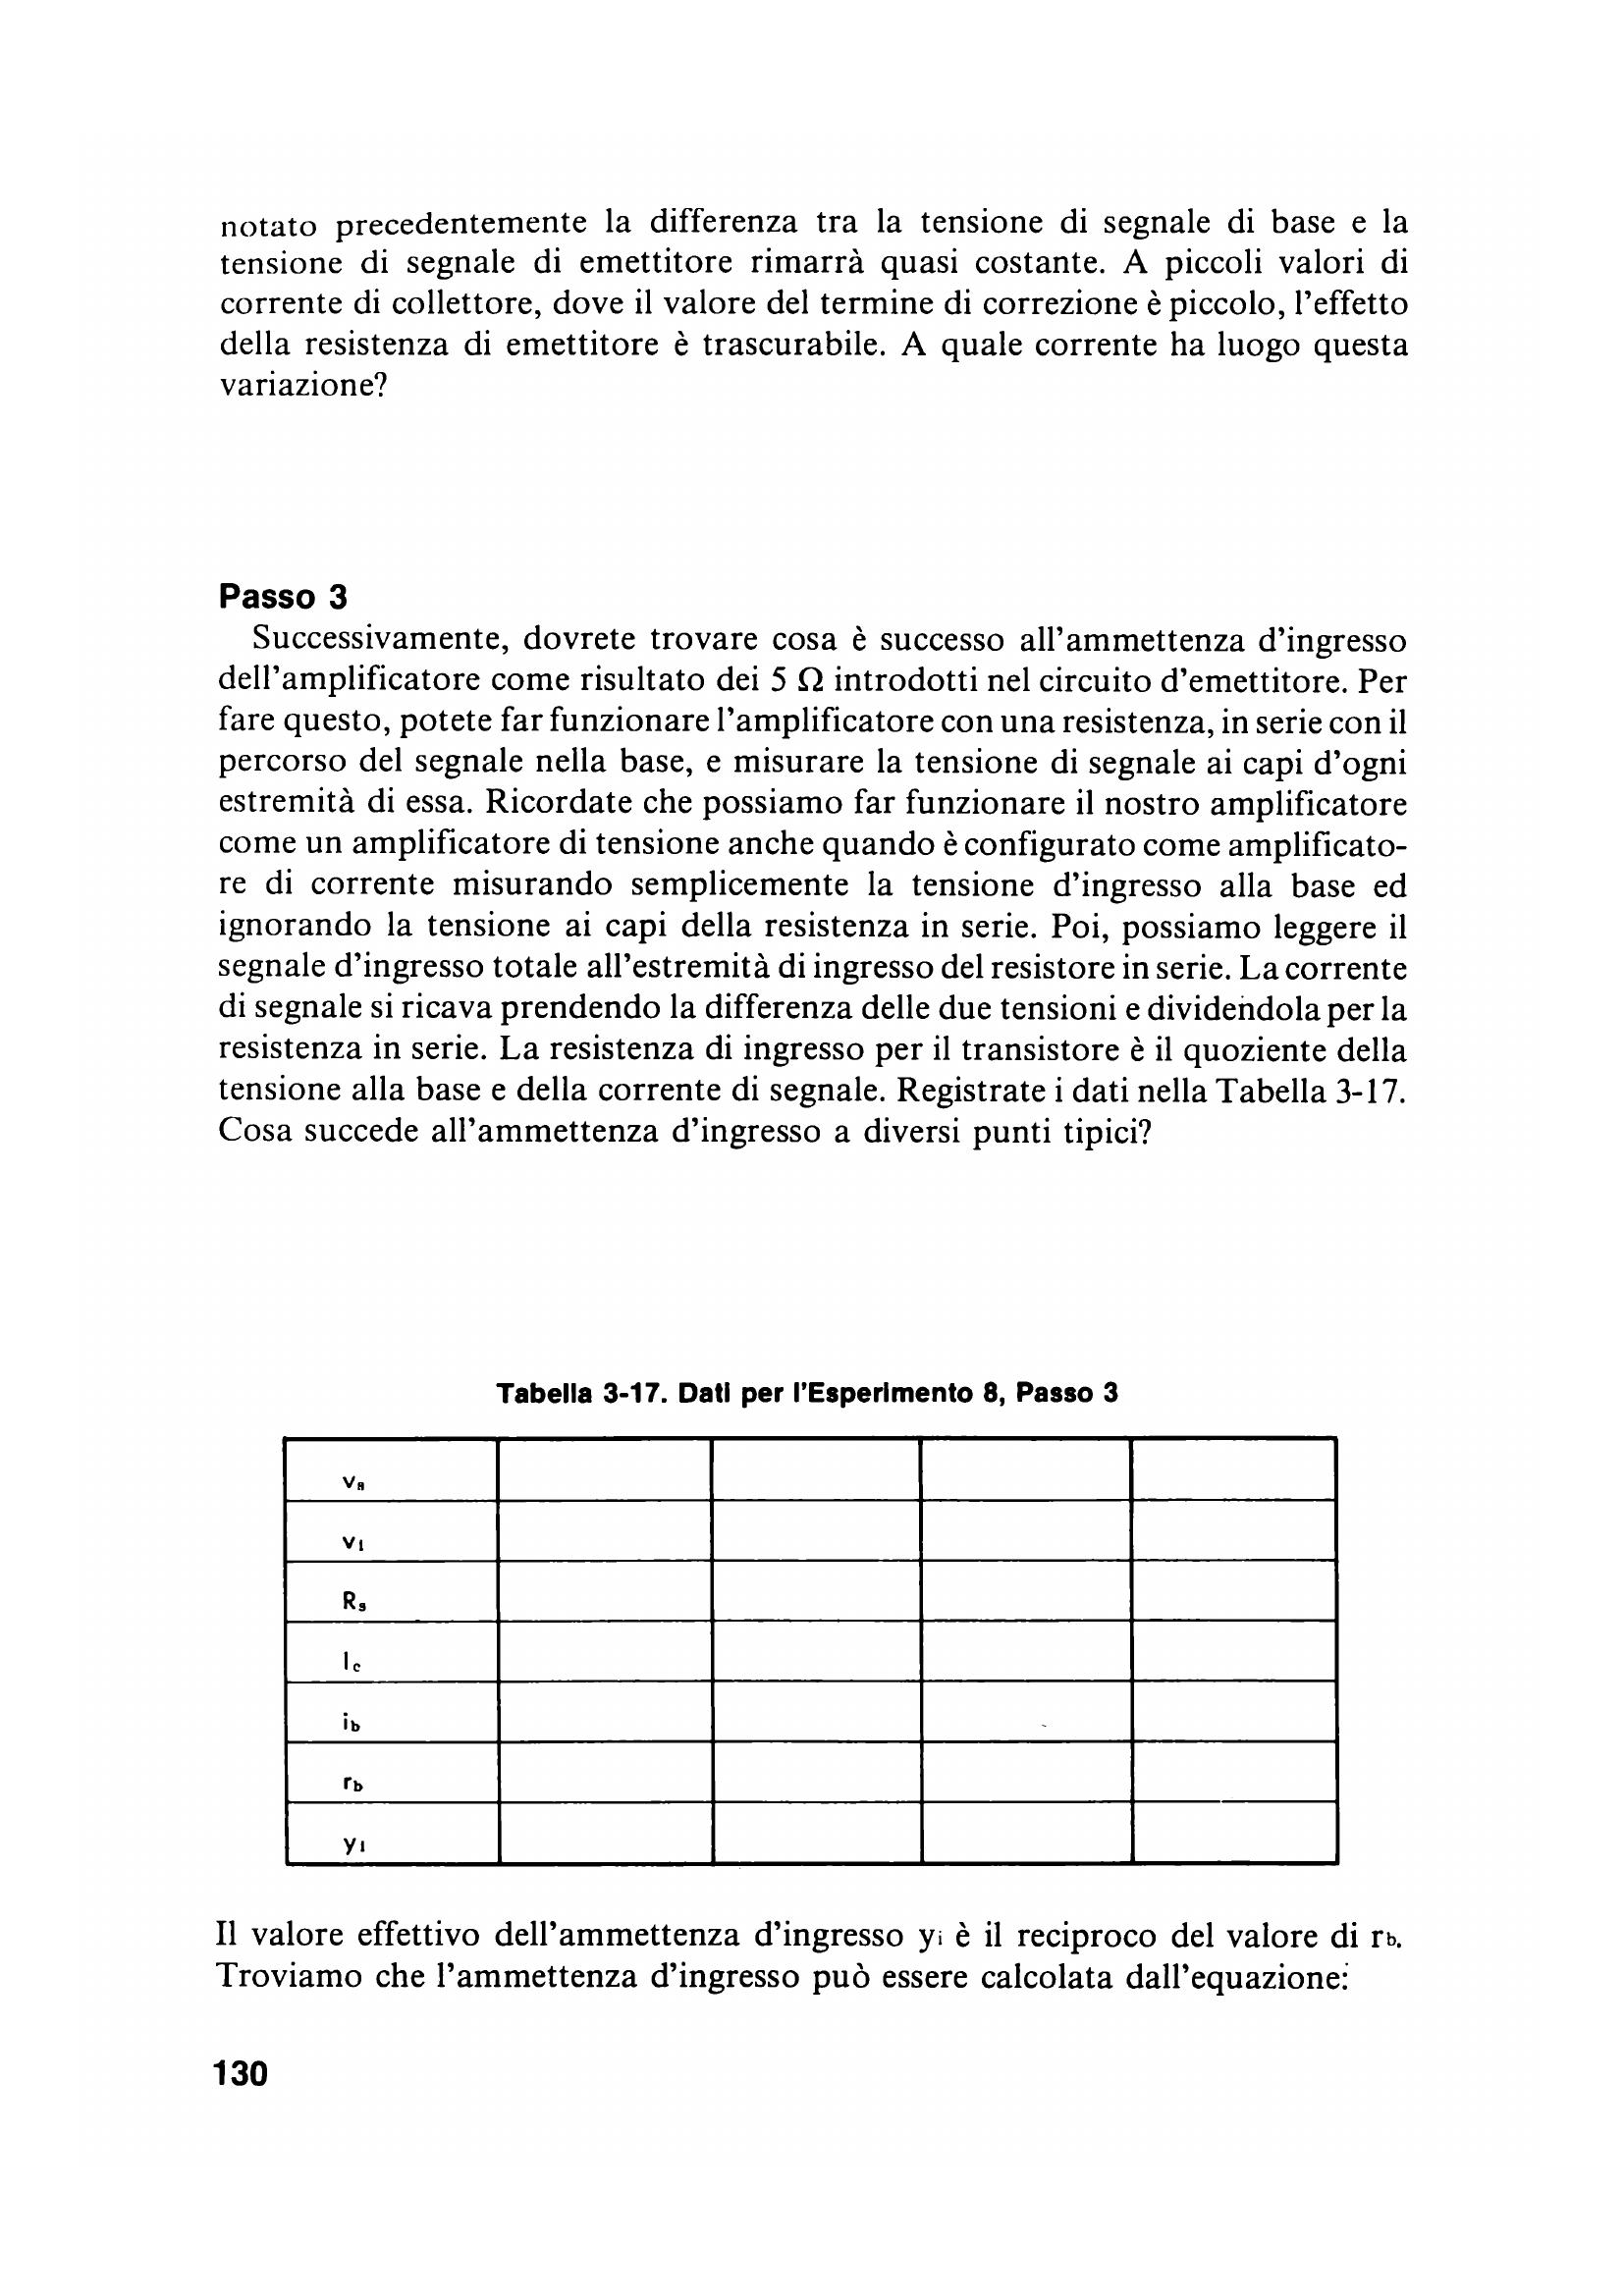 notato precedentemente la differenza tra la tensione di segnale di base e la
tensione di segnale di emettitore rimarrà quasi costante. A piccoli valori di
corrente di collettore, dove il valore del termine di correzione è piccolo, l'effetto
della resistenza di emettitore è trascurabile. A quale corrente ha luogo questa
variazione?
Passo 3
Successivamente, dovrete trovare cosa è successo all'ammettenza d'ingresso
dell'amplificatore come risultato dei 5 Ω introdotti nel circuito d'emettitore. Per
fare questo, potete far funzionare l'amplificatore con una resistenza, in serie con il
percorso del segnale nella base, e misurare la tensione di segnale ai capi d'ogni
estremità di essa. Ricordate che possiamo far funzionare il nostro amplificatore
come un amplificatore di tensione anche quando è configurato come amplificato-
re di corrente misurando semplicemente la tensione d'ingresso alla base ed
ignorando la tensione ai capi della resistenza in serie. Poi, possiamo leggere il
segnale d'ingresso totale all'estremità di ingresso del resistore in serie. La corrente
di segnale si ricava prendendo la differenza delle due tensioni e dividendola per la
resistenza in serie. La resistenza di ingresso per il transistore è il quoziente della
tensione alla base e della corrente di segnale. Registrate i dati nella Tabella 3-17.
Cosa succede all'ammettenza d'ingresso a diversi punti tipici?
Tabella 3-17. Dati per l'Esperimento 8, Passo 3
vs
vi
Rs
Ic
ib
rb
yi
Il valore effettivo dell'ammettenza d'ingresso yi è il reciproco del valore di rb.
Troviamo che l'ammettenza d'ingresso può essere calcolata dall'equazione:
130